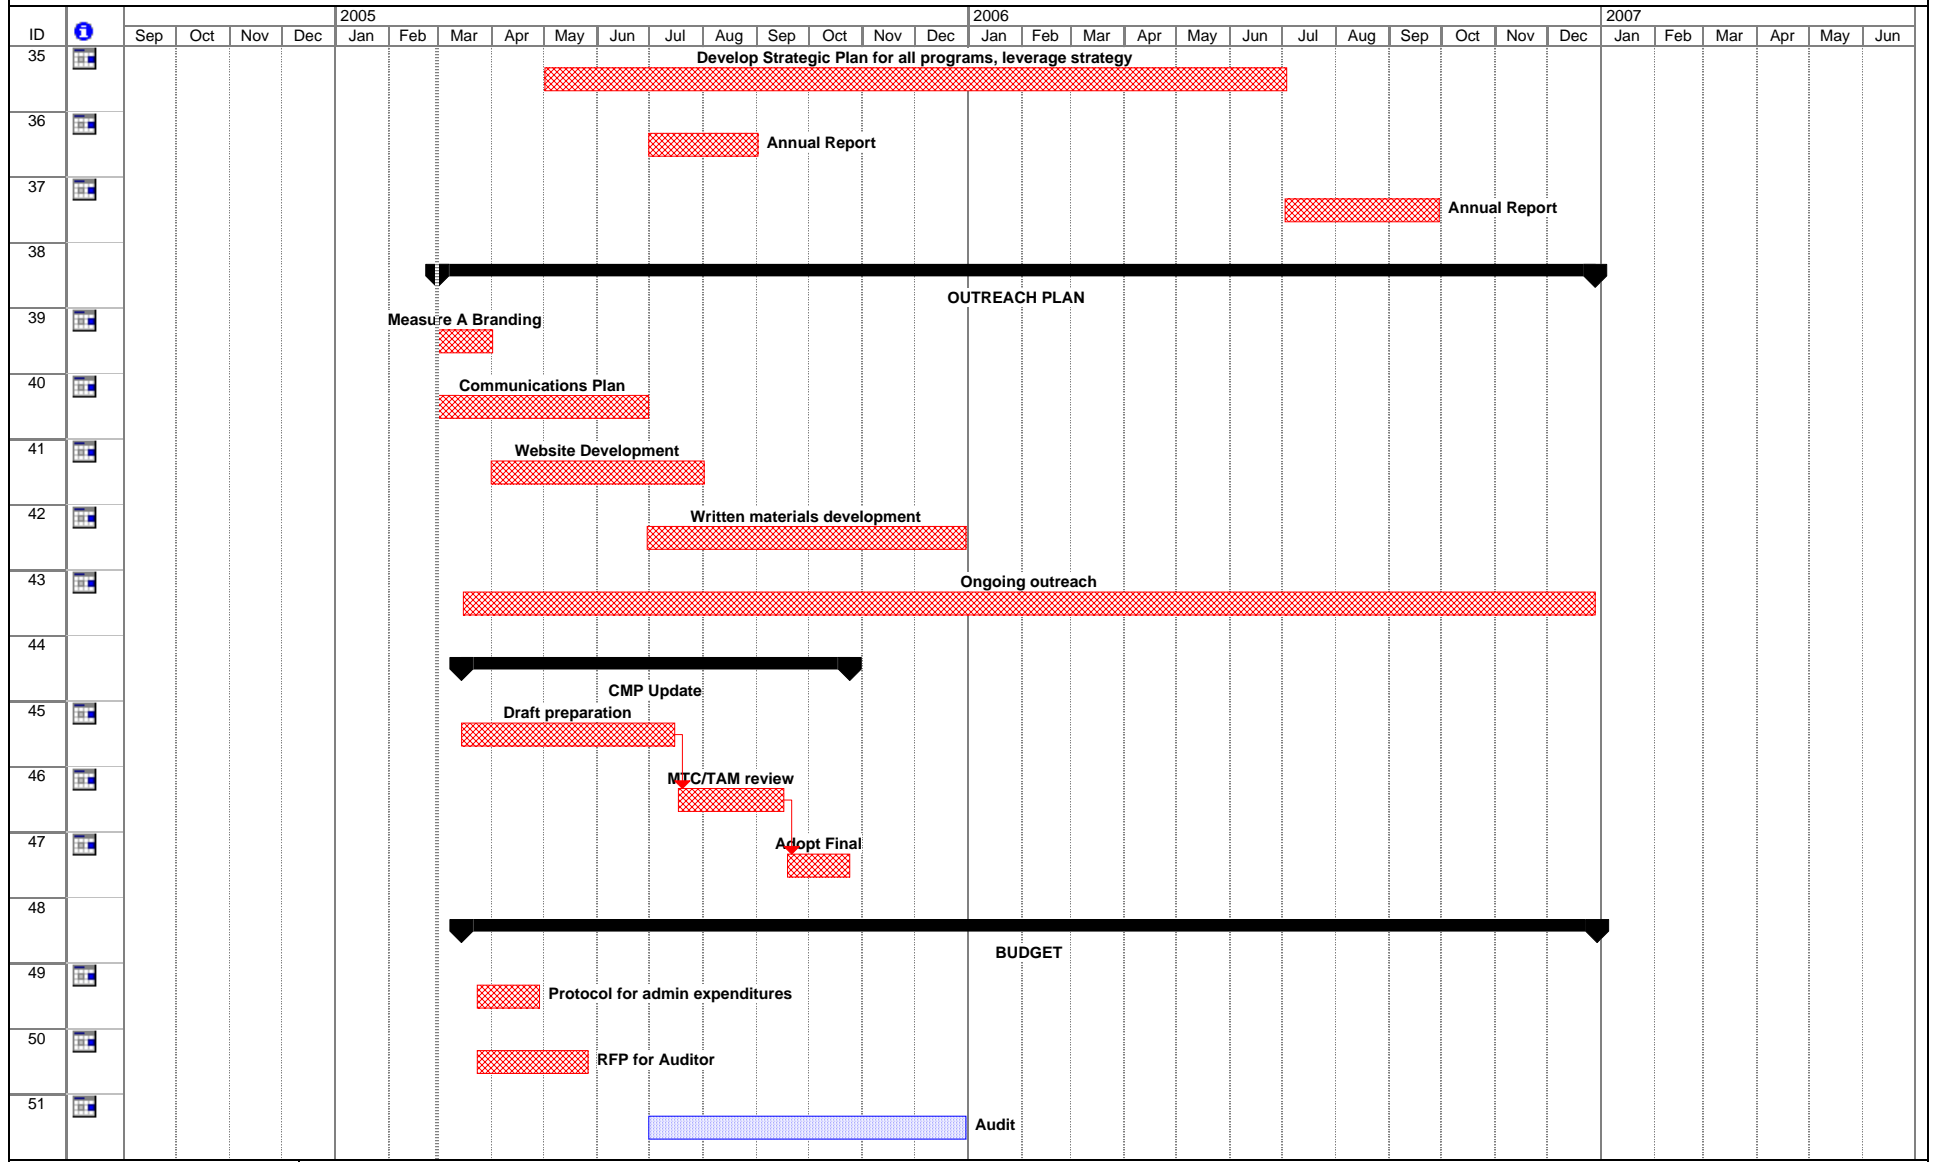 2005 2006 2007
ID Sep Oct Nov Dec Jan Feb Mar Apr May Jun Jul Aug Sep Oct Nov Dec Jan Feb Mar Apr May Jun Jul Aug Sep Oct Nov Dec Jan Feb Mar Apr May Jun
35 Develop Strategic Plan for all programs, leverage strategy
36 Annual Report
37 Annual Report
38
OUTREACH PLAN
39 Measure A Branding
40 Communications Plan
41 Website Development
42 Written materials development
43 Ongoing outreach
44
CMP Update
45 Draft preparation
46 MTC/TAM review
47 Adopt Final
48
BUDGET
49 Protocol for admin expenditures
50 RFP for Auditor
51 Audit